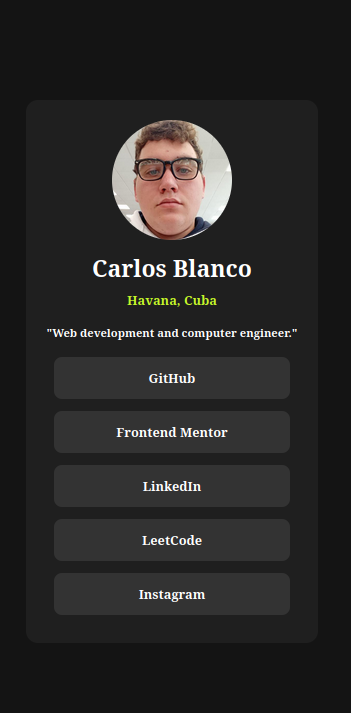 Carlos Blanco
Havana, Cuba
"Web development and computer engineer."
GitHub
Frontend Mentor
LinkedIn
LeetCode
Instagram